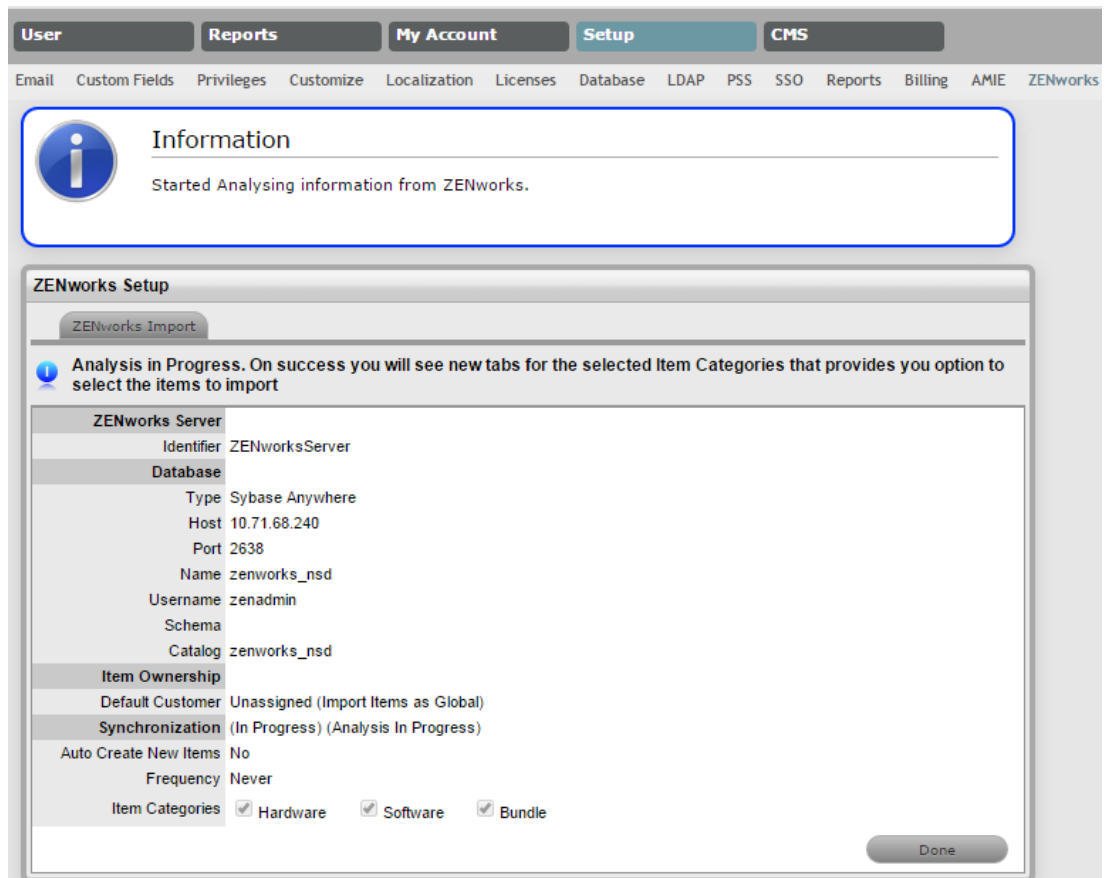 User Reports My Account Setup CMS
Email Custom Fields Privileges Customize Localization Licenses Database LDAP PSS SSO Reports Billing AMIE ZENworks
Information
Started Analysing information from ZENworks.
ZENworks Setup
ZENworks Import
Analysis in Progress. On success you will see new tabs for the selected Item Categories that provides you option to
select the items to import
ZENworks Server
Identifier ZENworksServer
Database
Type Sybase Anywhere
Host 10.71.68.240
Port 2638
Name zenworks_nsd
Username zenadmin
Schema
Catalog zenworks_nsd
Item Ownership
Default Customer Unassigned (Import Items as Global)
Synchronization (In Progress) (Analysis In Progress)
Auto Create New Items No
Frequency Never
Item Categories Hardware Software Bundle
Done